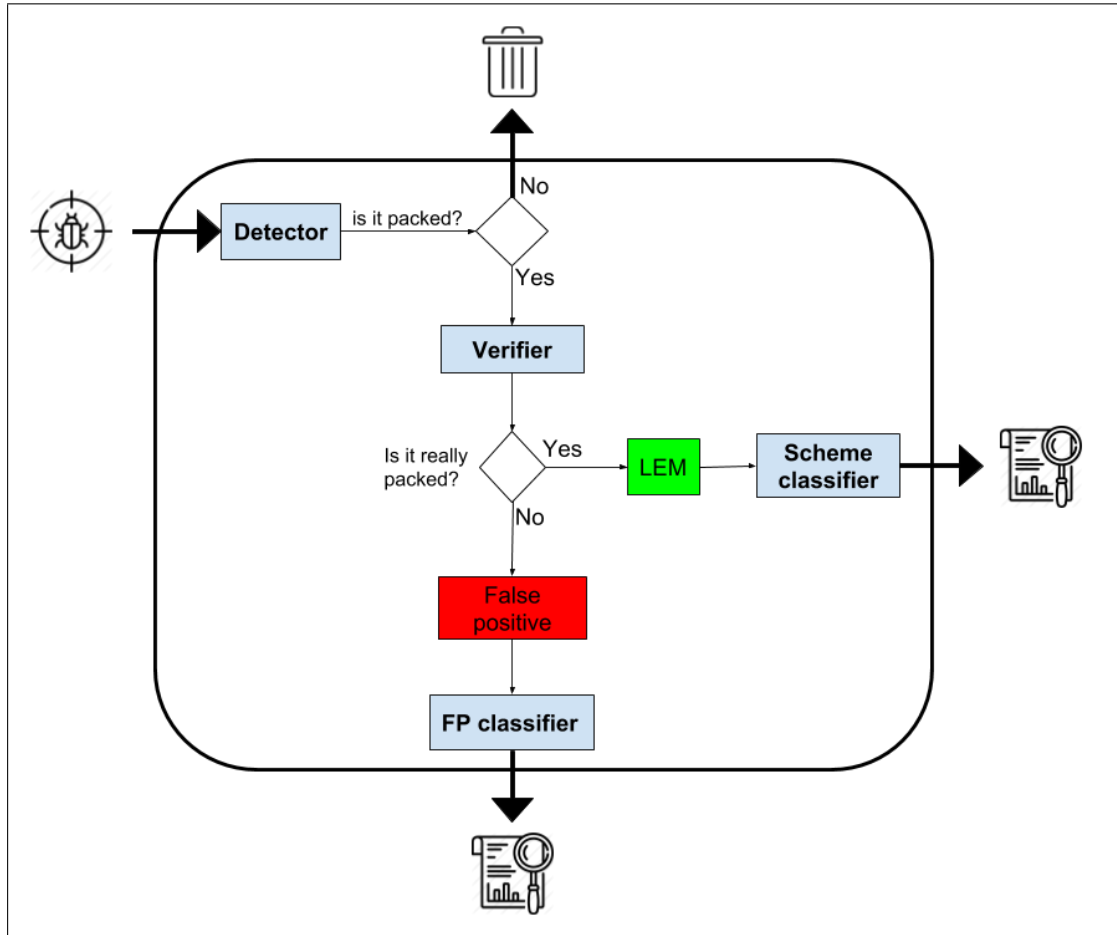 No
Detector
is it packed?
Yes
Verifier
Is it really
packed?
Yes
LEM
Scheme
classifier
No
False
positive
FP classifier